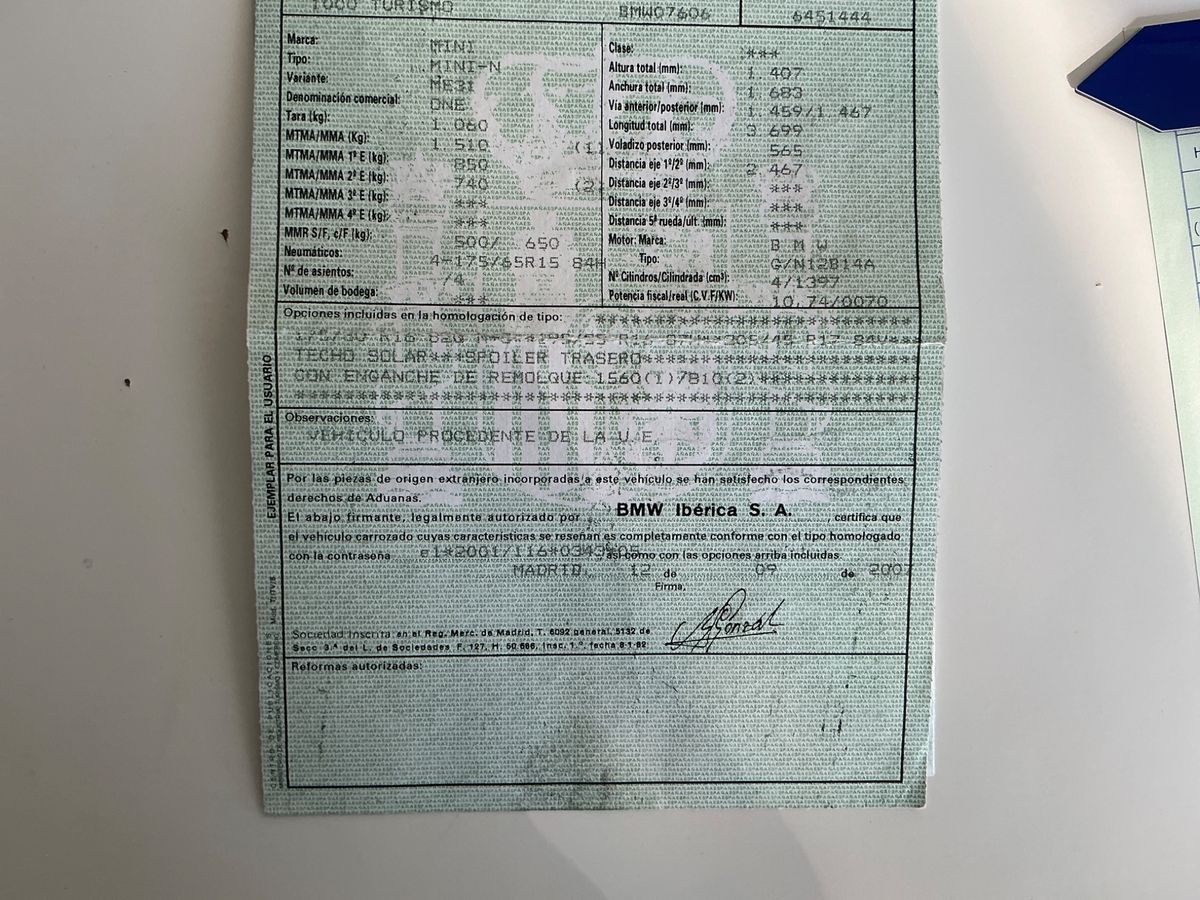 1000 TURISMO BMW07606 6451444
Marca: MINI
Tipo: MINI-N
Variante: ME31
Denominación comercial: ONE
Tara (kg): 1.060
MTMA/MMA (Kg): 1.510 (1)
MTMA/MMA 1º E (kg): 850
MTMA/MMA 2º E (kg): 740 (2)
MTMA/MMA 3º E (kg): ***
MTMA/MMA 4º E (kg): ***
MMR S/F, c/F (kg): 500/ 650
Neumáticos: 4-175/65R15 84H
Nº de asientos: /4
Volumen de bodega: ***
Clase: ***
Altura total (mm): 1.407
Anchura total (mm): 1.683
Vía anterior/posterior (mm): 1.459/1.467
Longitud total (mm): 3.699
Voladizo posterior (mm): 565
Distancia eje 1º/2º (mm): 2.467
Distancia eje 2º/3º (mm): ***
Distancia eje 3º/4º (mm): ***
Distancia 5ª rueda/últ. (mm): ***
Motor: Marca: B M W
Tipo: G/N12B14A
Nº Cilindros/Cilindrada (cm³): 4/1397
Potencia fiscal/real (C.V.F/KW): 10,74/0070
Opciones incluidas en la homologación de tipo: ******************************
R16 R17 84V***
TECHO SOLAR***SPOILER TRASERO**************************
CON ENGANCHE DE REMOLQUE:1560(1)7810(2)***************
***********************************************************
Observaciones:
VEHICULO PROCEDENTE DE LA U.E.
Por las piezas de origen extranjero incorporadas a este vehículo se han satisfecho los correspondientes
derechos de Aduanas.
El abajo firmante, legalmente autorizado por BMW Ibérica S. A. , certifica que
el vehículo carrozado cuyas características se reseñan es completamente conforme con el tipo homologado
con la contraseña e1*2001/116*0343*05 así como con las opciones arriba incluidas.
MADRID, 12 de 09 de 2007
Firma,
Sociedad Inscrita en el Reg. Merc. de Madrid, T. 6092 general, 5132 de
Secc 3.ª del L. de Sociedades F. 127, H. 50.666, Insc. 1.ª, fecha 8-1-82
Reformas autorizadas:
EJEMPLAR PARA EL USUARIO